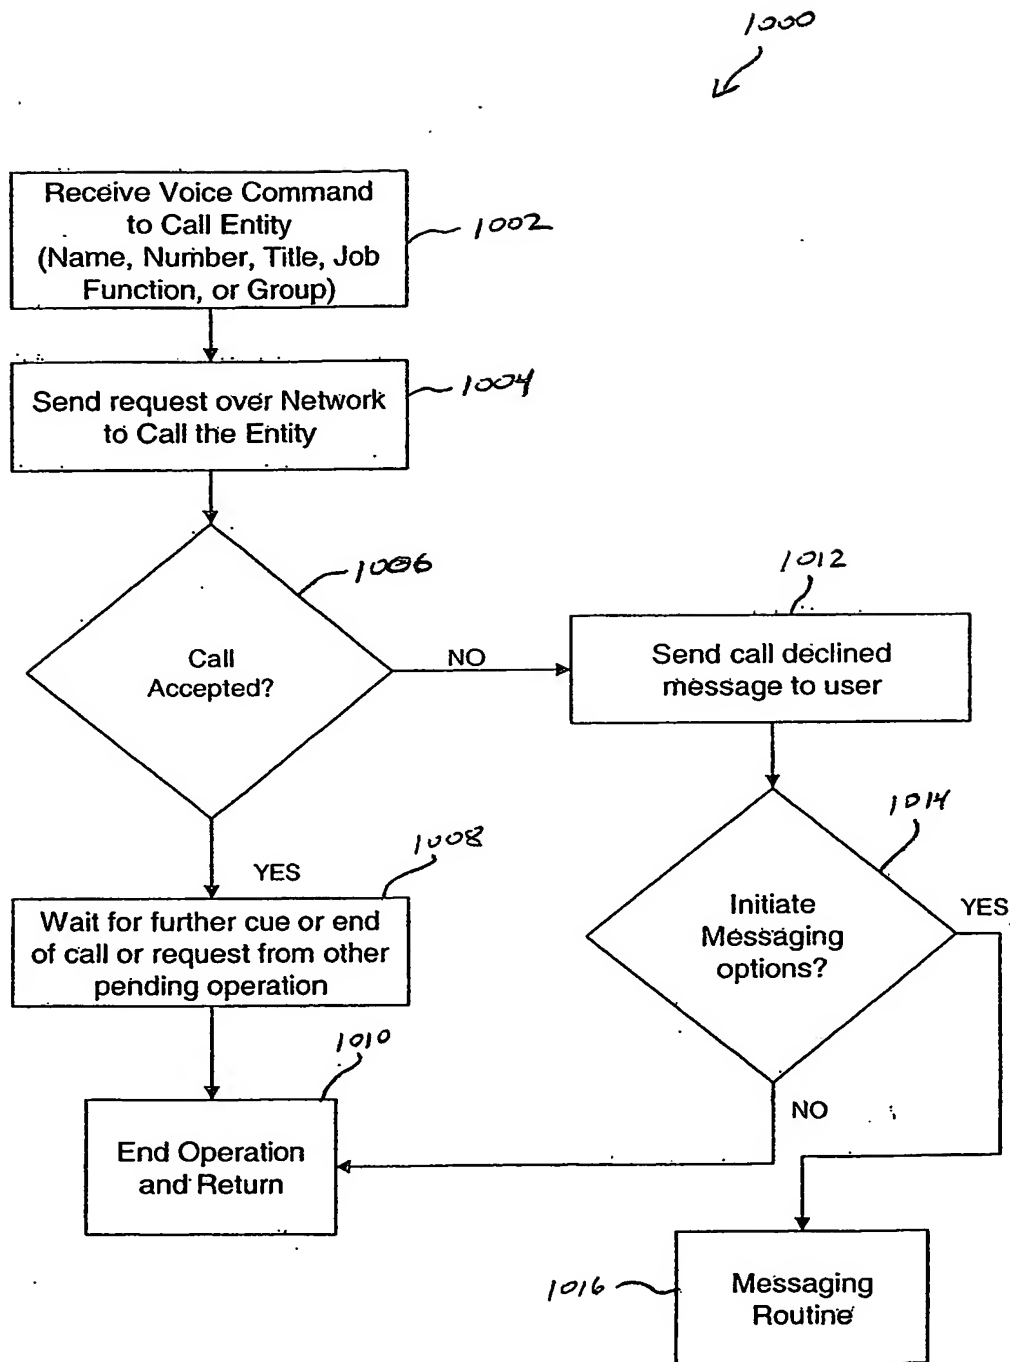 1000
Receive Voice Command
to Call Entity
(Name, Number, Title, Job
Function, or Group)
1002
Send request over Network
to Call the Entity
1004
Call
Accepted?
1006
NO
YES
Send call declined
message to user
1012
Initiate
Messaging
options?
1014
YES
NO
Wait for further cue or end
of call or request from other
pending operation
1008
End Operation
and Return
1010
Messaging
Routine
1016